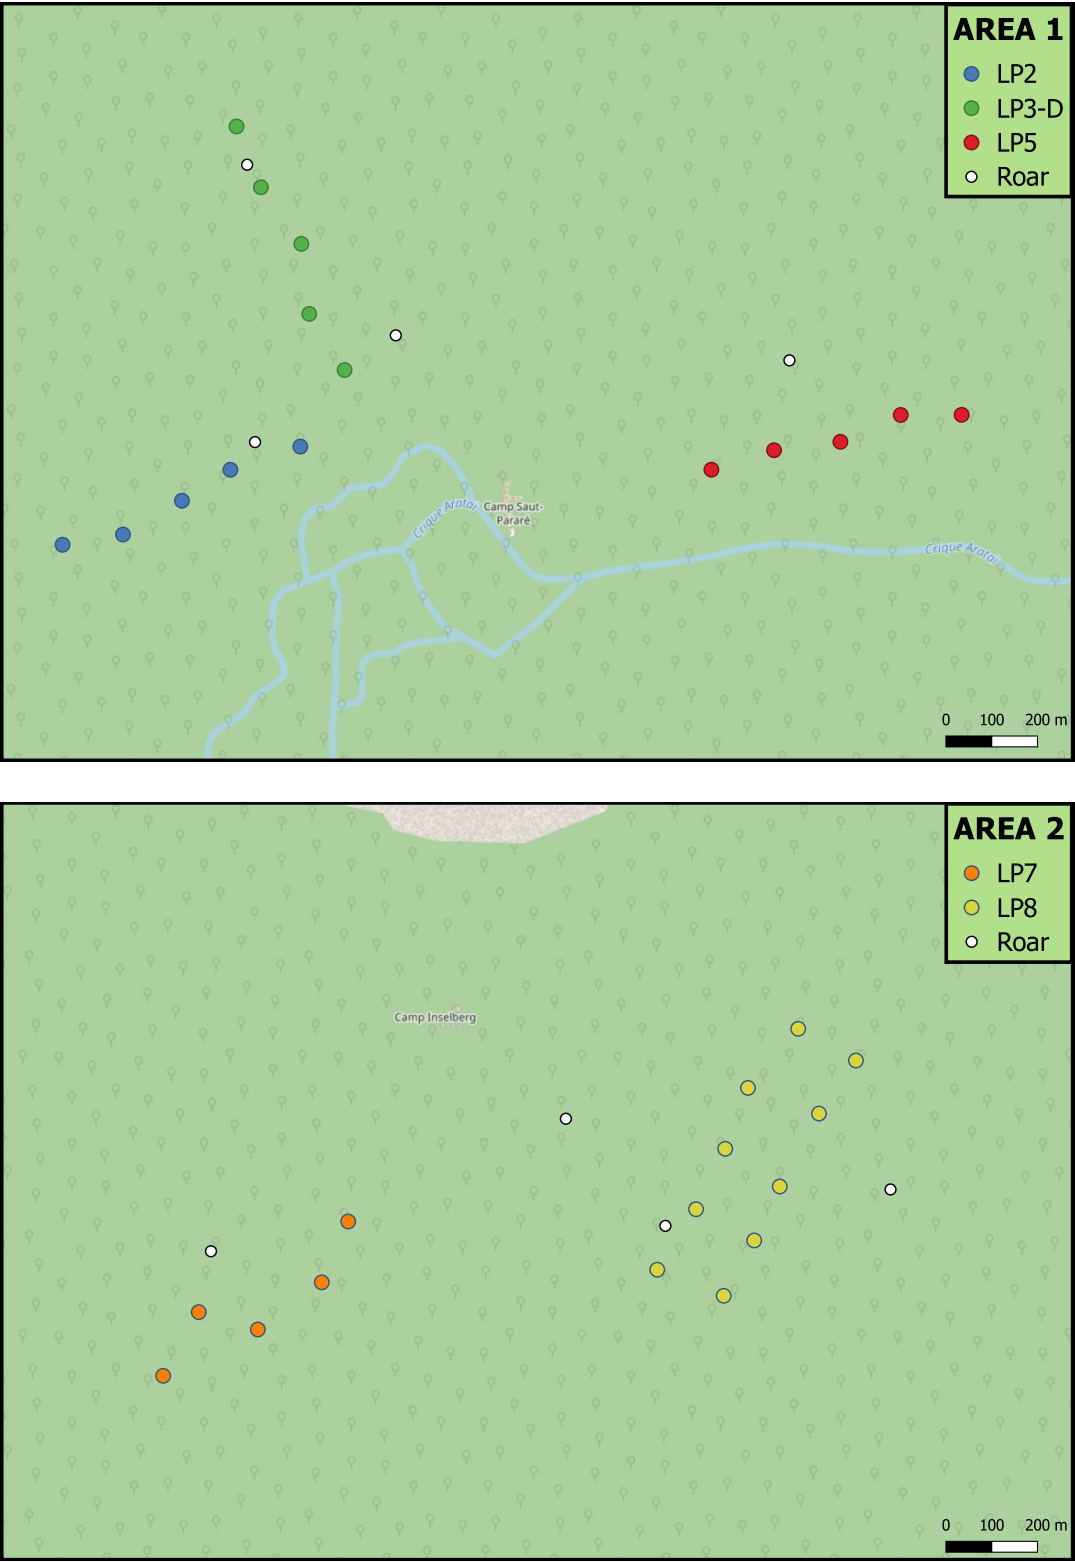 AREA 1
LP2
LP3-D
LP5
Roar
Crique Arataï
Camp Saut-
Pararé
Crique Arataï
0 100 200 m
AREA 2
LP7
LP8
Roar
Camp Inselberg
0 100 200 m